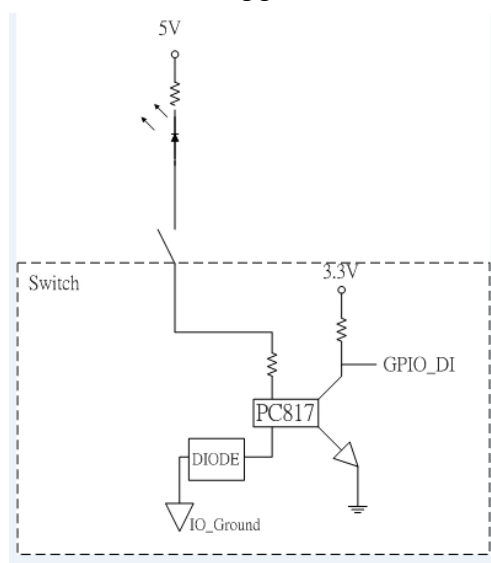 5V
Switch
3.3V
GPIO_DI
PC817
DIODE
IO_Ground